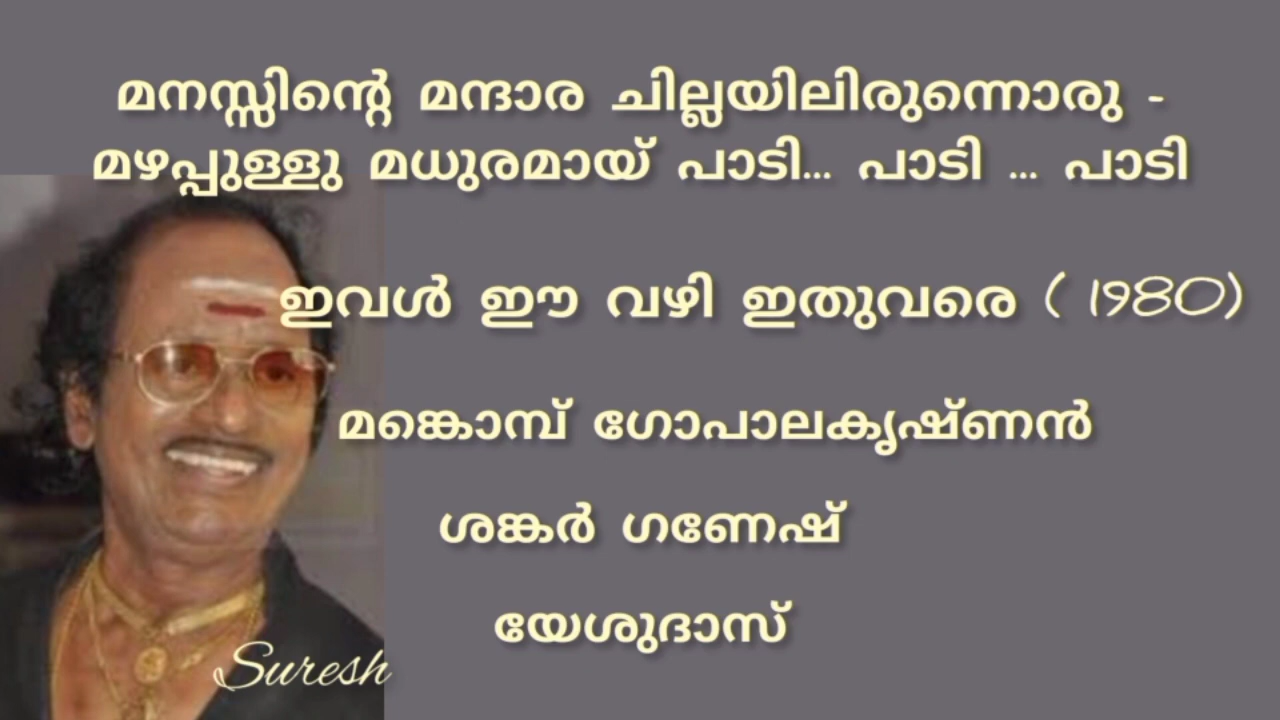 മനസ്സിന്റെ മന്ദാര ചില്ലയിലിരുന്നൊരു -
മഴപ്പുള്ളു മധുരമായ് പാടി... പാടി ... പാടി
ഇവൾ ഈ വഴി ഇതുവരെ ( 1980)
മങ്കൊമ്പ് ഗോപാലകൃഷ്ണൻ
ശങ്കർ ഗണേഷ്
യേശുദാസ്
Suresh